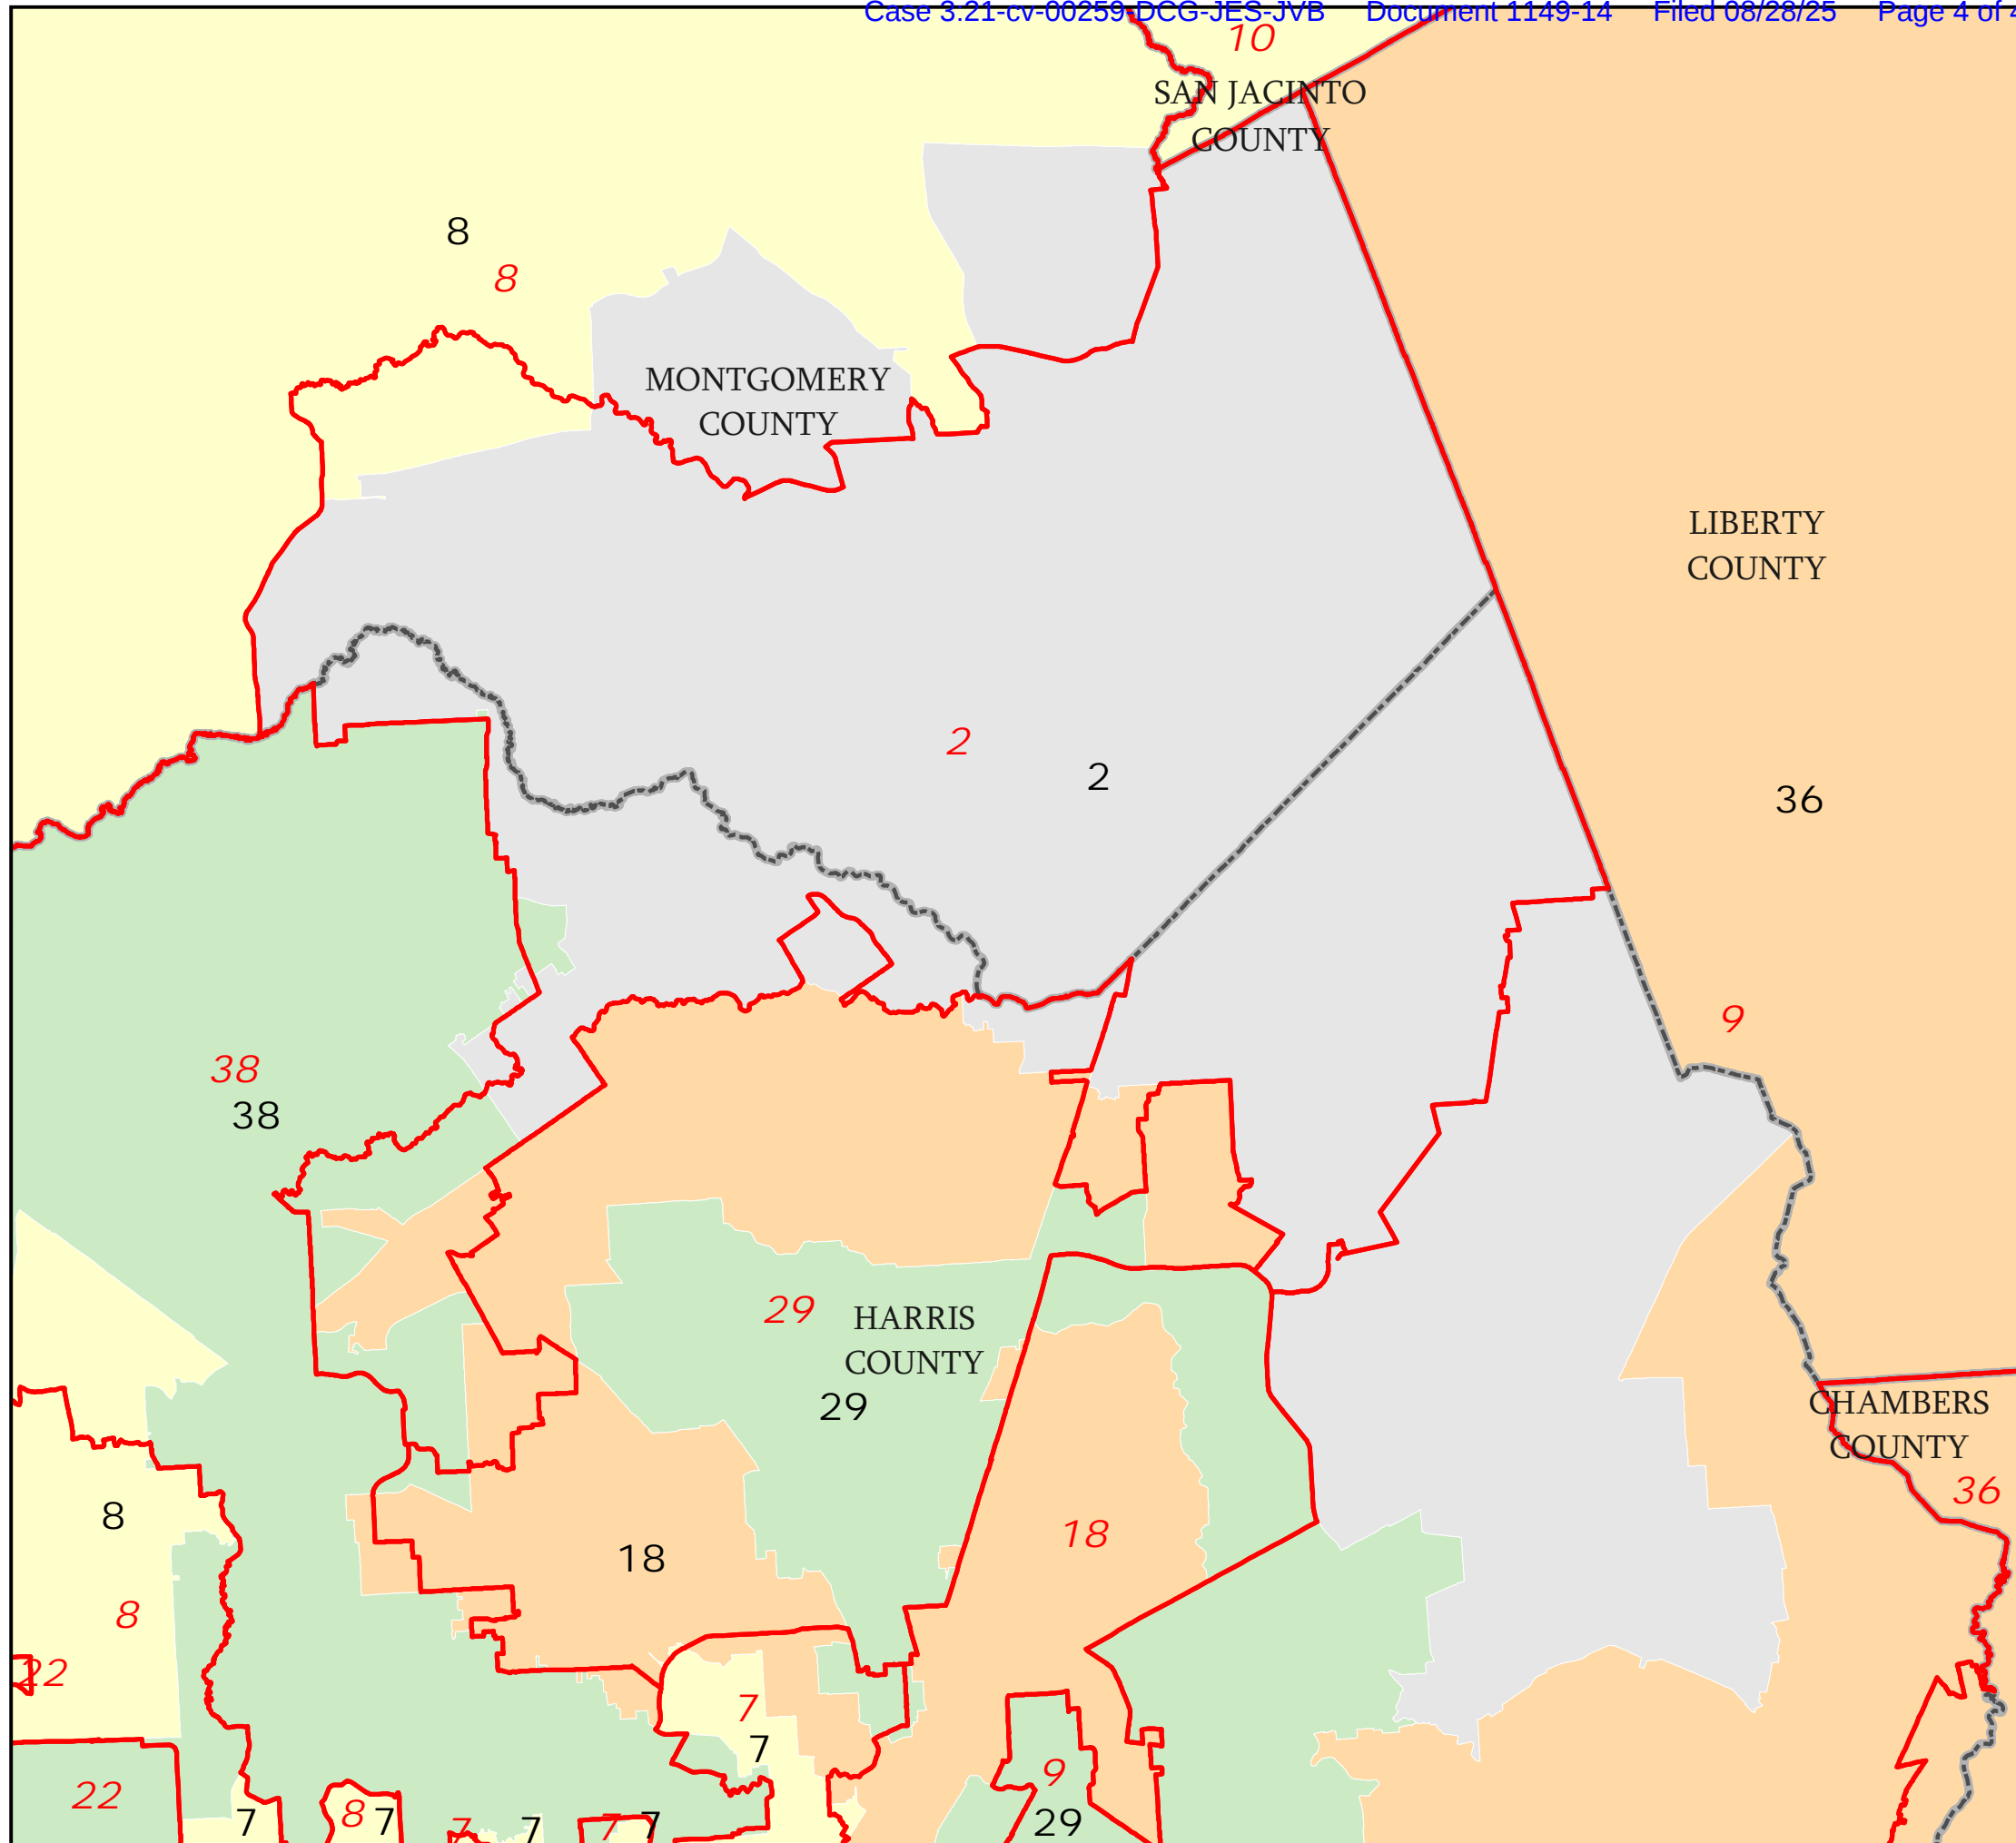 Case 3:21-cv-00259-DCG-JES-JVB Document 1149-14 Filed 08/28/25 Page 4 of 4
10
SAN JACINTO
COUNTY
8
8
MONTGOMERY
COUNTY
LIBERTY
COUNTY
2
2
36
9
38
38
29
HARRIS
COUNTY
29
CHAMBERS
COUNTY
36
8
18
18
8
22
7
7
9
22
8
7
7
7
7
7
7
29